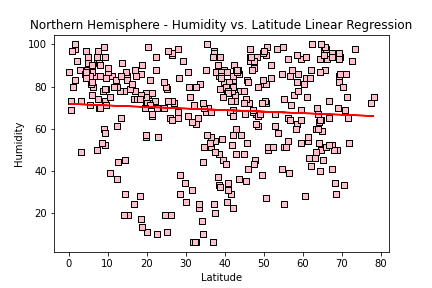 Northern Hemisphere - Humidity vs. Latitude Linear Regression
100
80
60
40
20
Humidity
0 10 20 30 40 50 60 70 80
Latitude